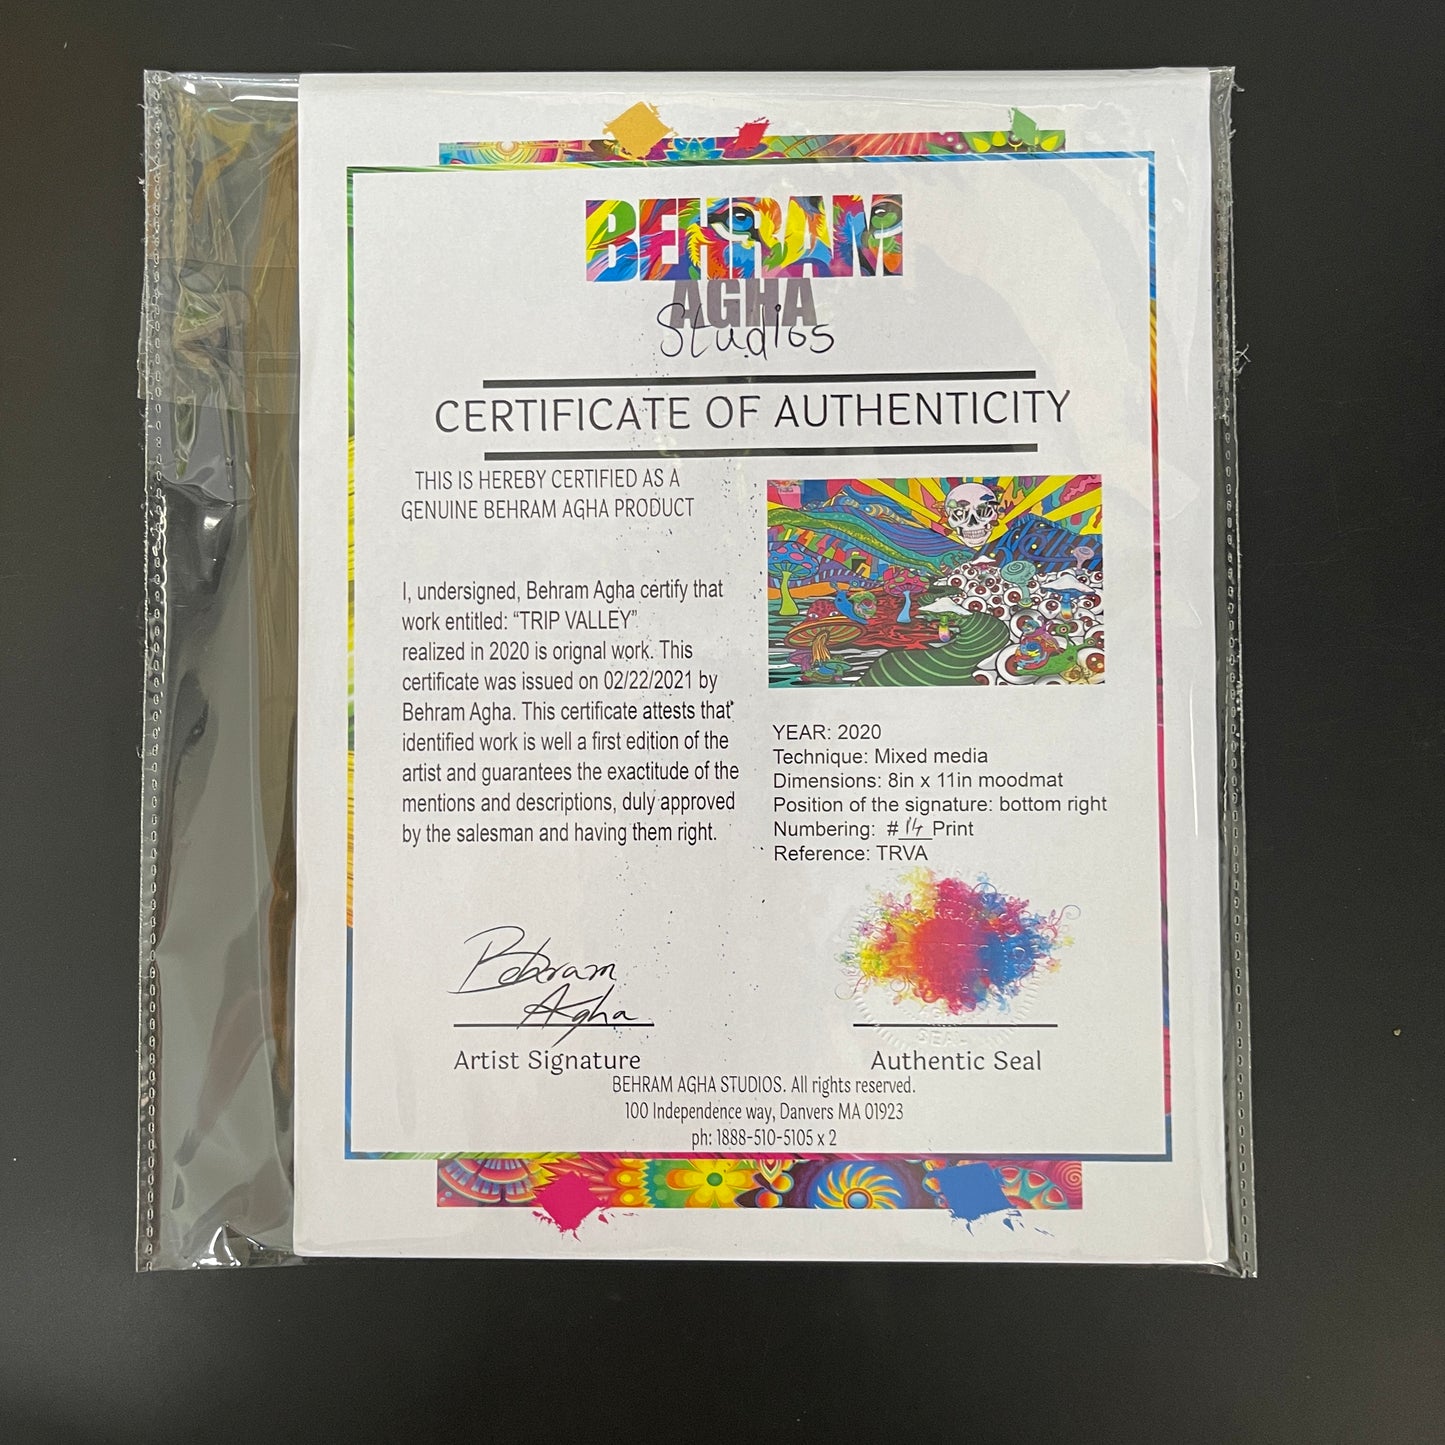 BEHRAM
AGHA
Studios
CERTIFICATE OF AUTHENTICITY
THIS IS HEREBY CERTIFIED AS A
GENUINE BEHRAM AGHA PRODUCT
I, undersigned, Behram Agha certify that
work entitled: “TRIP VALLEY”
realized in 2020 is orignal work. This
certificate was issued on 02/22/2021 by
Behram Agha. This certificate attests that
identified work is well a first edition of the
artist and guarantees the exactitude of the
mentions and descriptions, duly approved
by the salesman and having them right.
YEAR: 2020
Technique: Mixed media
Dimensions: 8in x 11in moodmat
Position of the signature: bottom right
Numbering: #14 Print
Reference: TRVA
Behram
Agha
Artist Signature
SEAL
Authentic Seal
BEHRAM AGHA STUDIOS. All rights reserved.
100 Independence way, Danvers MA 01923
ph: 1888-510-5105 x 2